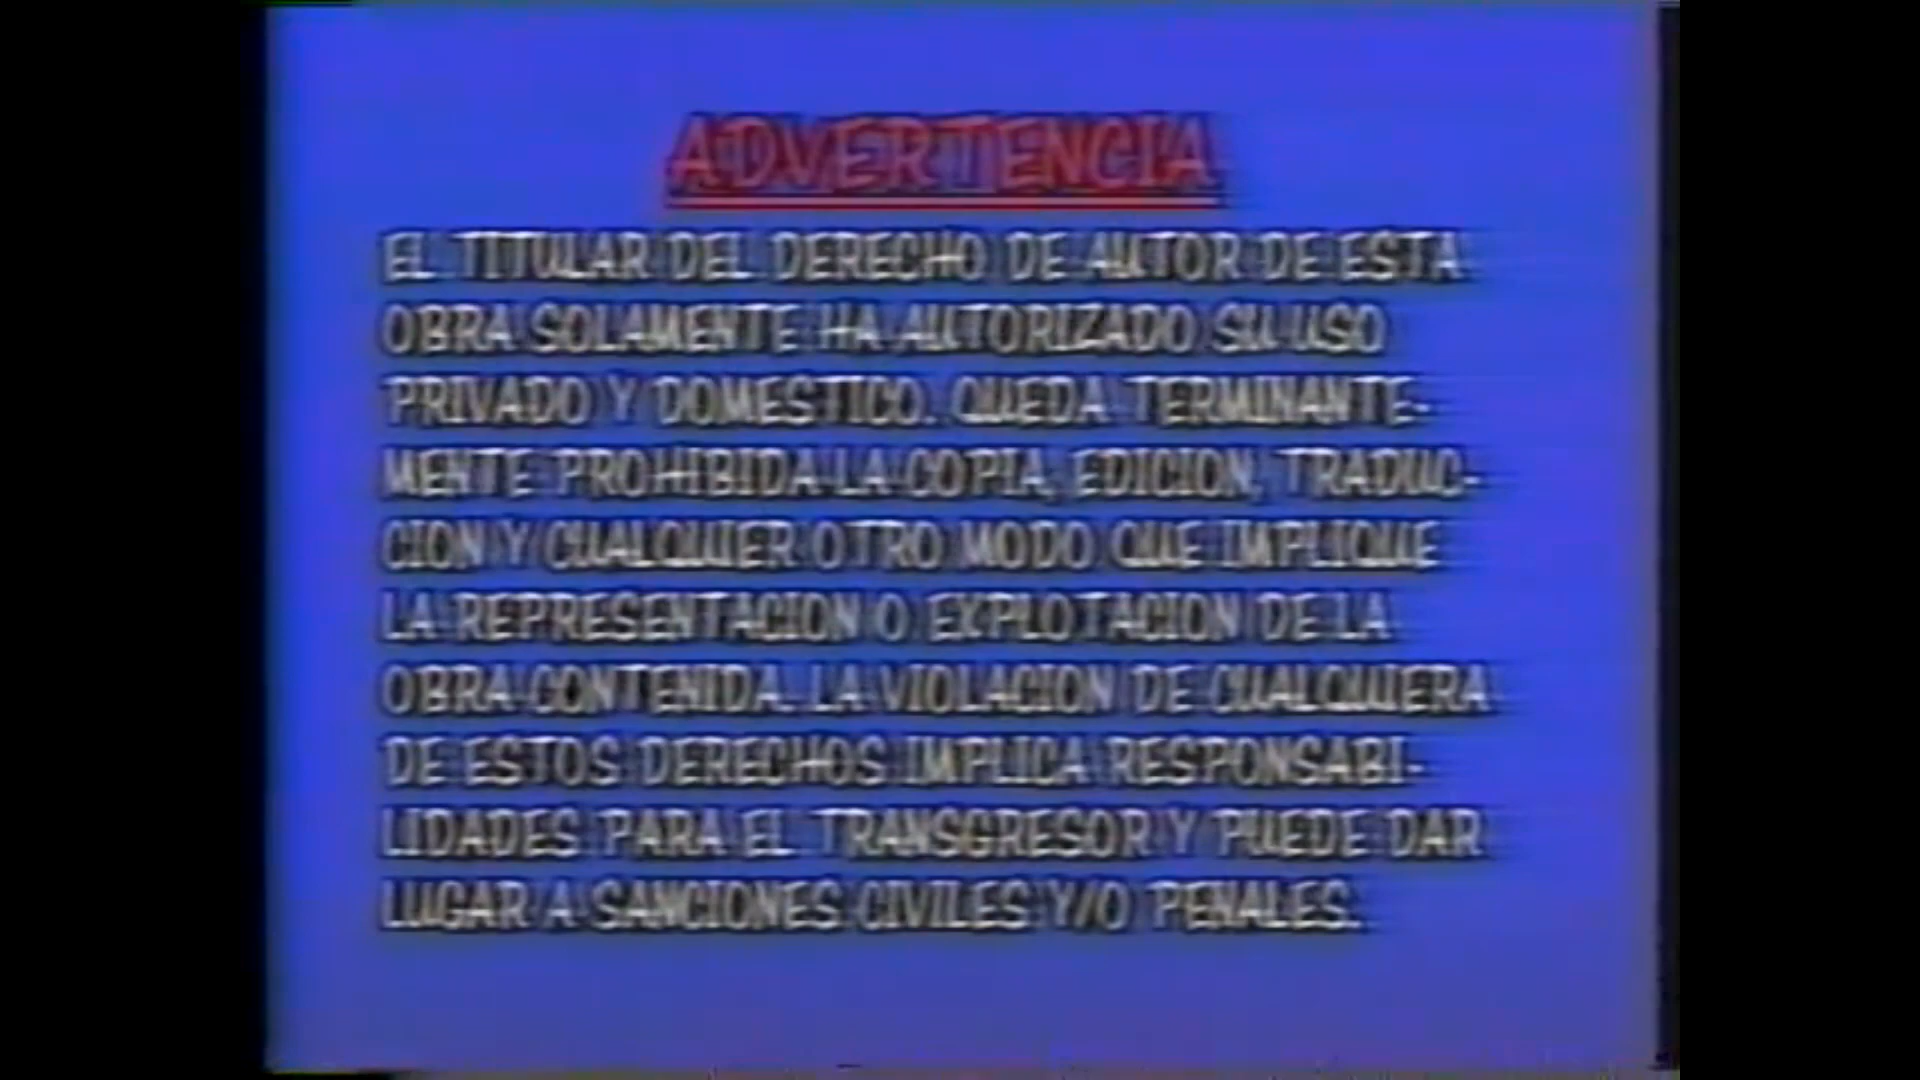 ADVERTENCIA
EL TITULAR DEL DERECHO DE AUTOR DE ESTA
OBRA SOLAMENTE HA AUTORIZADO SU USO
PRIVADO Y DOMESTICO. QUEDA TERMINANTE-
MENTE PROHIBIDA LA COPIA, EDICION, TRADUC-
CION Y CUALQUIER OTRO MODO QUE IMPLIQUE
LA REPRESENTACION O EXPLOTACION DE LA
OBRA CONTENIDA. LA VIOLACION DE CUALQUIERA
DE ESTOS DERECHOS IMPLICA RESPONSABI-
LIDADES PARA EL TRANSGRESOR Y PUEDE DAR
LUGAR A SANCIONES CIVILES Y/O PENALES.